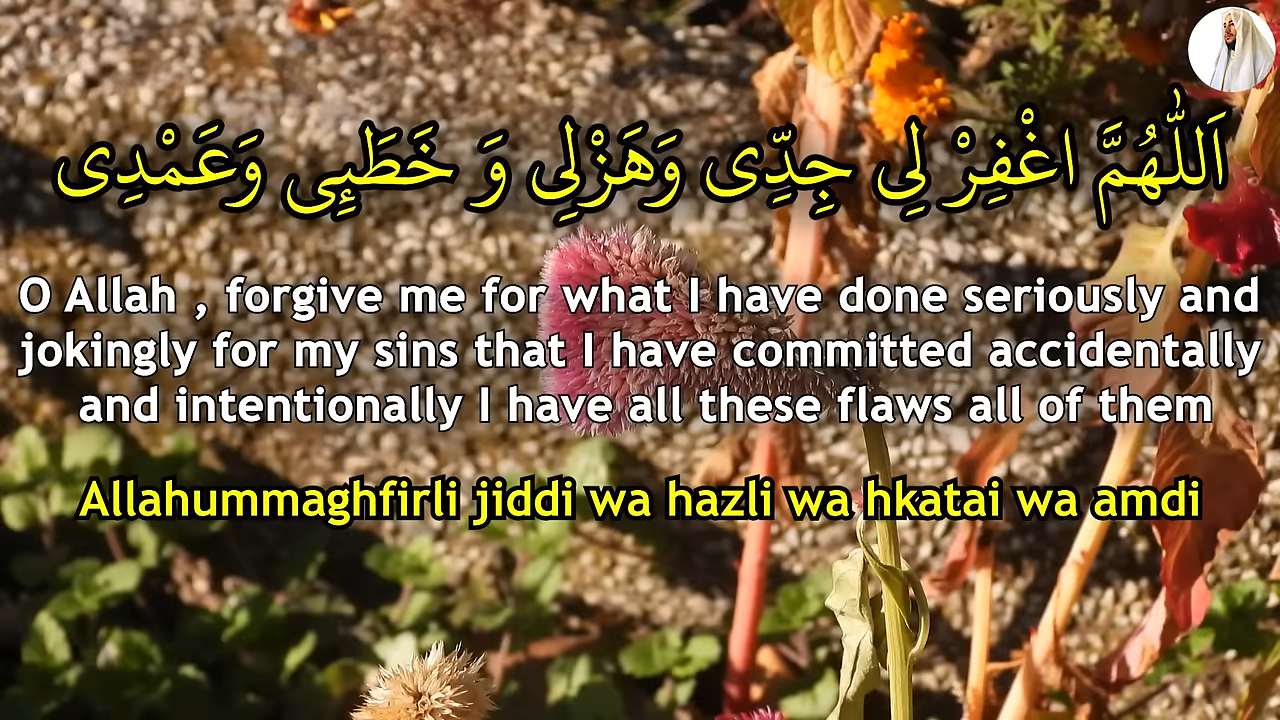 اَللّٰهُمَّ اغْفِرْ لِي جِدِّى وَهَزْلِى وَ خَطَئِى وَعَمْدِى
O Allah , forgive me for what I have done seriously and
jokingly for my sins that I have committed accidentally
and intentionally I have all these flaws all of them
Allahummaghfirli jiddi wa hazli wa hkatai wa amdi